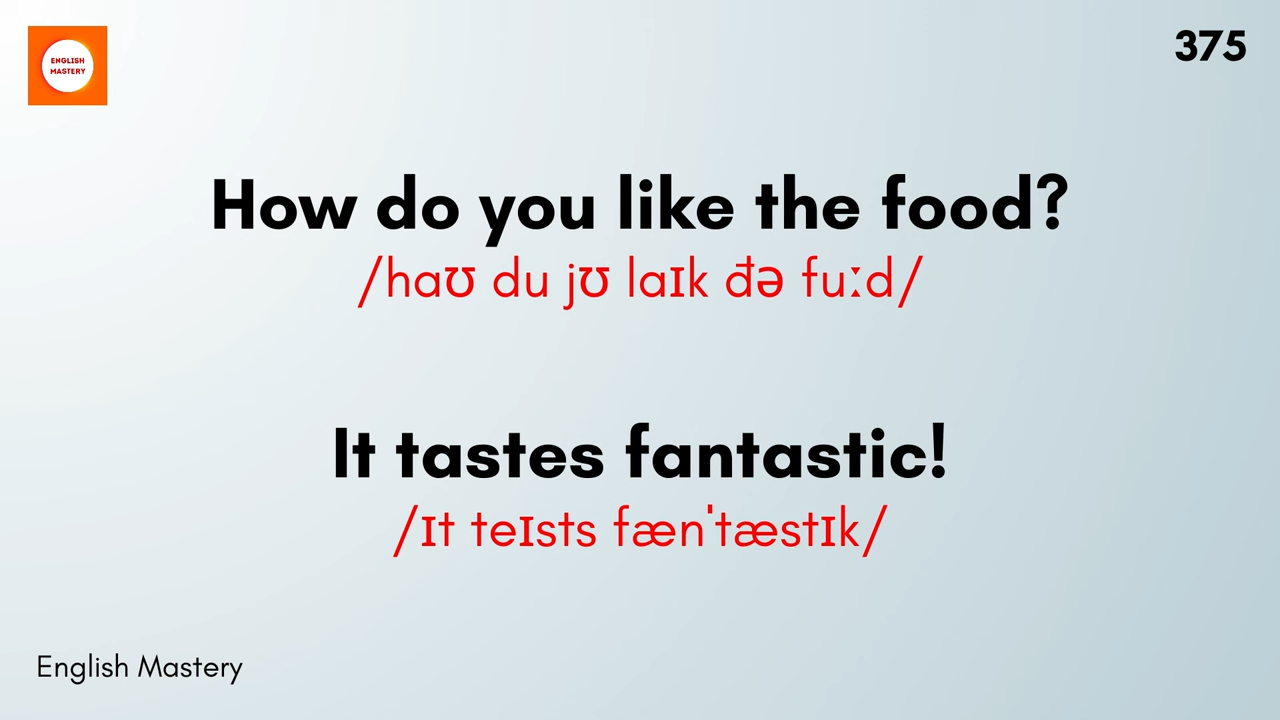 ENGLISH
MASTERY
375
How do you like the food?
/haʊ du jʊ laɪk đə fuːd/
It tastes fantastic!
/ɪt teɪsts fænˈtæstɪk/
English Mastery